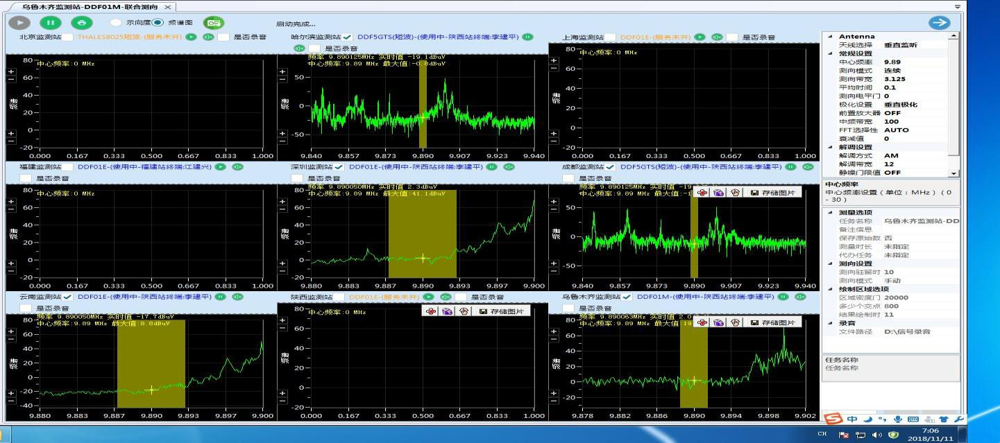 乌鲁木齐监测站-DDF01M-联合测向
示向度 频谱图 启动完成...
北京监测站 THALES8025短波-(服务未开) 是否录音
哈尔滨监测站 DDF5GTS(短波)-(使用中-陕西站终端:李建平)
是否录音
上海监测站 DDF01E-(服务未开) 是否录音
中心频率:0 MHz
80
60
40
20
0
-20
0.000 0.167 0.333 0.500 0.667 0.833 1.000
频率 9.890125MHz 实时值 -19.1dBuV
中心频率:9.89 MHz 最大值:-0.8dBuV
50
0
-50
9.840 9.857 9.873 9.890 9.907 9.923 9.940
中心频率:0 MHz
80
60
40
20
0
-20
0.000 0.167 0.333 0.500 0.667 0.833 1.000
福建监测站 DDF01E-(使用中-福建站终端:江建兴)
是否录音
深圳监测站 DDF01E-(使用中-陕西站终端:李建平)
是否录音
成都监测站 DDF5GTS(短波)-(使用中-陕西站终端:李建平)
是否录音
中心频率:0 MHz
80
60
40
20
0
-20
0.000 0.167 0.333 0.500 0.667 0.833 1.000
频率 9.890050MHz 实时值 2.3dBuV
中心频率:9.89 MHz 最大值:41.1dBuV
80
60
40
20
0
-20
9.880 9.883 9.887 9.890 9.893 9.897 9.900
频率 9.890125MHz 实时值 -19
中心频率:9.89 MHz 最大值:-1
存储图片
50
0
-50
9.840 9.857 9.873 9.890 9.907 9.923 9.940
云南监测站 DDF01E-(使用中-陕西站终端:李建平)
是否录音
陕西监测站 DDF01E-(服务未开) 是否录音
乌鲁木齐监测站 DDF01M-(使用中-陕西站终端:李建平)
是否录音
频率 9.890050MHz 实时值 -17.7dBuV
中心频率:9.89 MHz 最大值:8.8dBuV
80
60
40
20
0
-20
-40
9.880 9.883 9.887 9.890 9.893 9.897 9.900
中心频率:0 MHz
存储图片
80
60
40
20
0
-20
0.000 0.167 0.333 0.500 0.667 0.833 1.000
频率 9.890063MHz 实时值 2.
中心频率:9.89 MHz 最大值:19
存储图片
80
60
40
20
0
-20
9.878 9.882 9.886 9.890 9.894 9.898 9.902
Antenna
天线选择 垂直监听
常规设置
中心频率 9.89
测向模式 连续
测向带宽 3.125
平均时间 0.1
测向电平门 0
极化设置 垂直极化
前置放大器 OFF
中频带宽 100
FFT选择性 AUTO
衰减值 0
解调设置
解调方式 AM
解调带宽 12
静噪门限值 OFF
中心频率
中心频率设置(单位:MHz)(0
- 30)
测量选项
任务名称 乌鲁木齐监测站-DD
备注信息
保存原始数 否
测量时长 未指定
代办任务 未指定
测向设置
测向驻留时 10
测向模式 手动
绘制区域选项
区域密度门 20000
多少个交点 800
结果绘制时 11
录音
文件路径 D:\信号录音
任务名称
任务名称
中
CH
7:06
2018/11/11